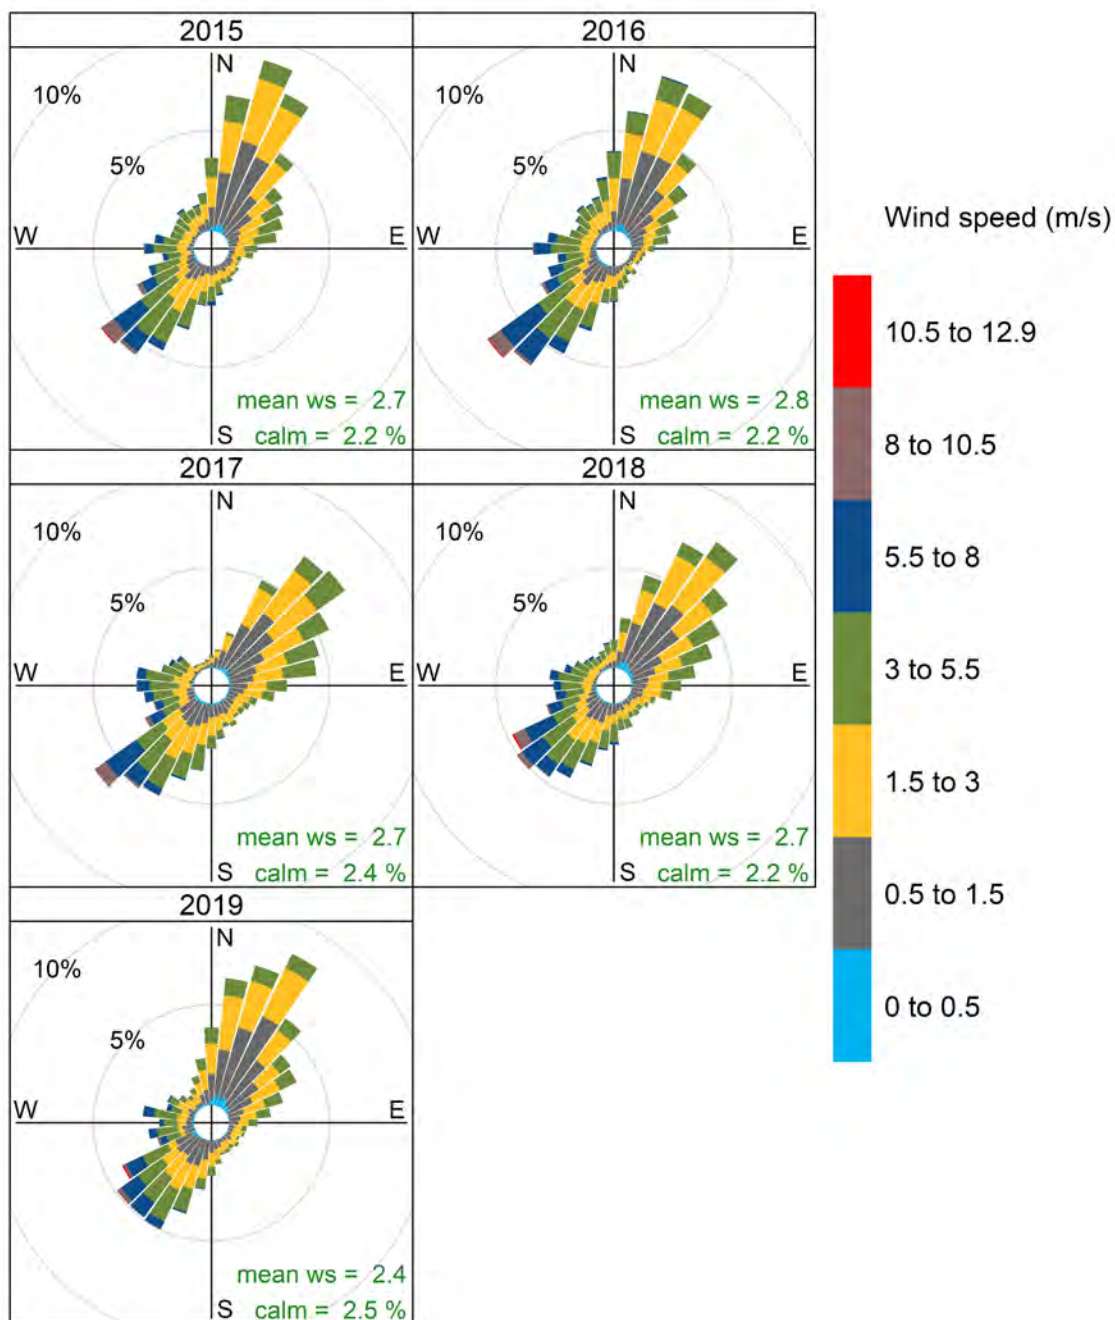 2015
N
10%
5%
W
E
mean ws = 2.7
S
calm = 2.2 %
2016
N
10%
5%
W
E
mean ws = 2.8
S
calm = 2.2 %
2017
N
10%
5%
W
E
mean ws = 2.7
S
calm = 2.4 %
2018
N
10%
5%
W
E
mean ws = 2.7
S
calm = 2.2 %
2019
N
10%
5%
W
E
mean ws = 2.4
S
calm = 2.5 %
Wind speed (m/s)
10.5 to 12.9
8 to 10.5
5.5 to 8
3 to 5.5
1.5 to 3
0.5 to 1.5
0 to 0.5